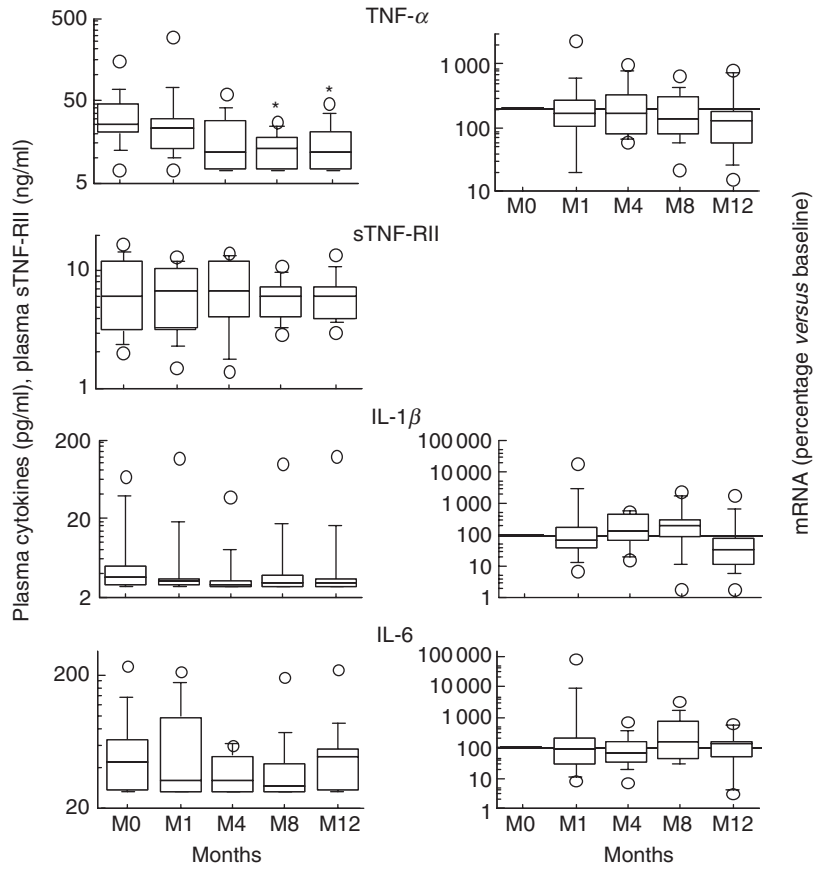 TNF-α
500
50
5
* *
1 000
100
10
M0 M1 M4 M8 M12
sTNF-RII
10
1
IL-1β
200
20
2
100 000
10 000
1 000
100
10
1
IL-6
200
20
M0 M1 M4 M8 M12
Months
100 000
10 000
1 000
100
10
1
M0 M1 M4 M8 M12
Months
Plasma cytokines (pg/ml), plasma sTNF-RII (ng/ml)
mRNA (percentage versus baseline)